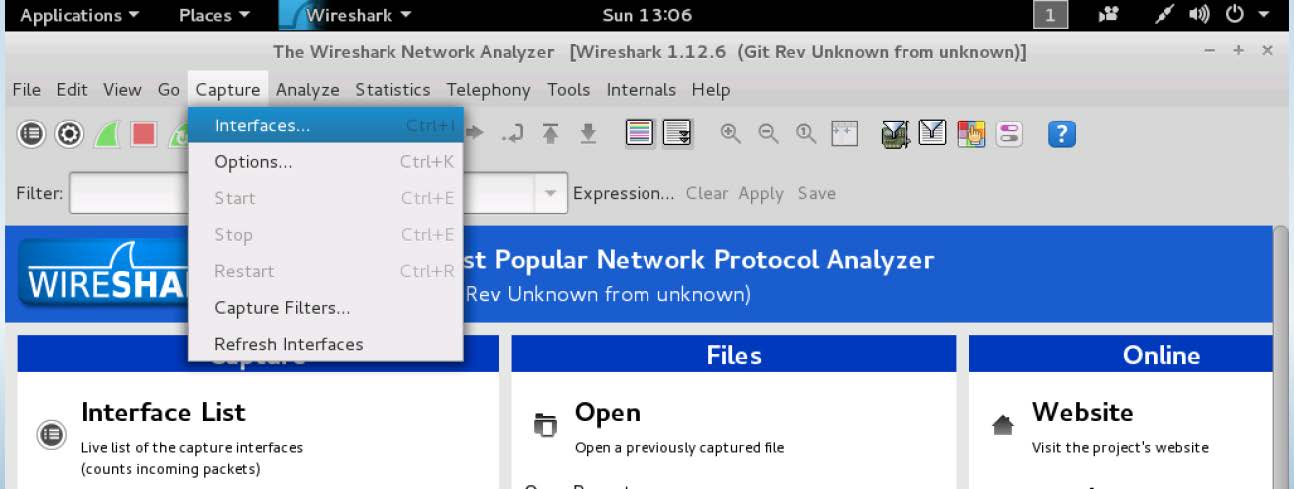 Applications Places Wireshark Sun 13:06 1
The Wireshark Network Analyzer [Wireshark 1.12.6 (Git Rev Unknown from unknown)]
File Edit View Go Capture Analyze Statistics Telephony Tools Internals Help
Interfaces... Ctrl+I
Options... Ctrl+K
Start Ctrl+E
Stop Ctrl+E
Restart Ctrl+R
Capture Filters...
Refresh Interfaces
Filter: Expression... Clear Apply Save
WIRESHA
st Popular Network Protocol Analyzer
Rev Unknown from unknown)
Capture Files Online
Interface List
Live list of the capture interfaces
(counts incoming packets)
Open
Open a previously captured file
Website
Visit the project's website